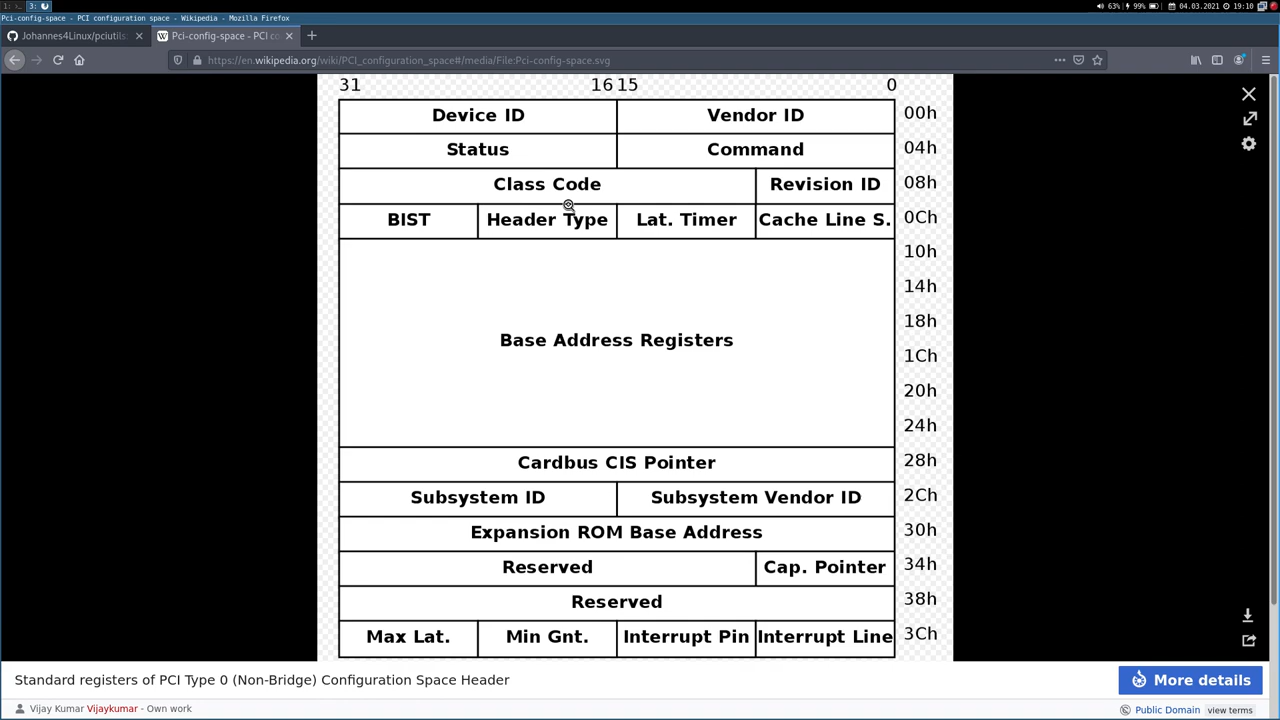 1: >_ 3: 63% 99% 04.03.2021 19:10
Pci-config-space - PCI configuration space - Wikipedia - Mozilla Firefox
Johannes4Linux/pciutils: × W Pci-config-space - PCI co × +
https://en.wikipedia.org/wiki/PCI_configuration_space#/media/File:Pci-config-space.svg
31 16 15 0
Device ID Vendor ID 00h
Status Command 04h
Class Code Revision ID 08h
BIST Header Type Lat. Timer Cache Line S. 0Ch
10h
14h
18h
Base Address Registers
1Ch
20h
24h
Cardbus CIS Pointer 28h
Subsystem ID Subsystem Vendor ID 2Ch
Expansion ROM Base Address 30h
Reserved Cap. Pointer 34h
Reserved 38h
Max Lat. Min Gnt. Interrupt Pin Interrupt Line 3Ch
Standard registers of PCI Type 0 (Non-Bridge) Configuration Space Header
More details
Vijay Kumar Vijaykumar - Own work
Public Domain view terms